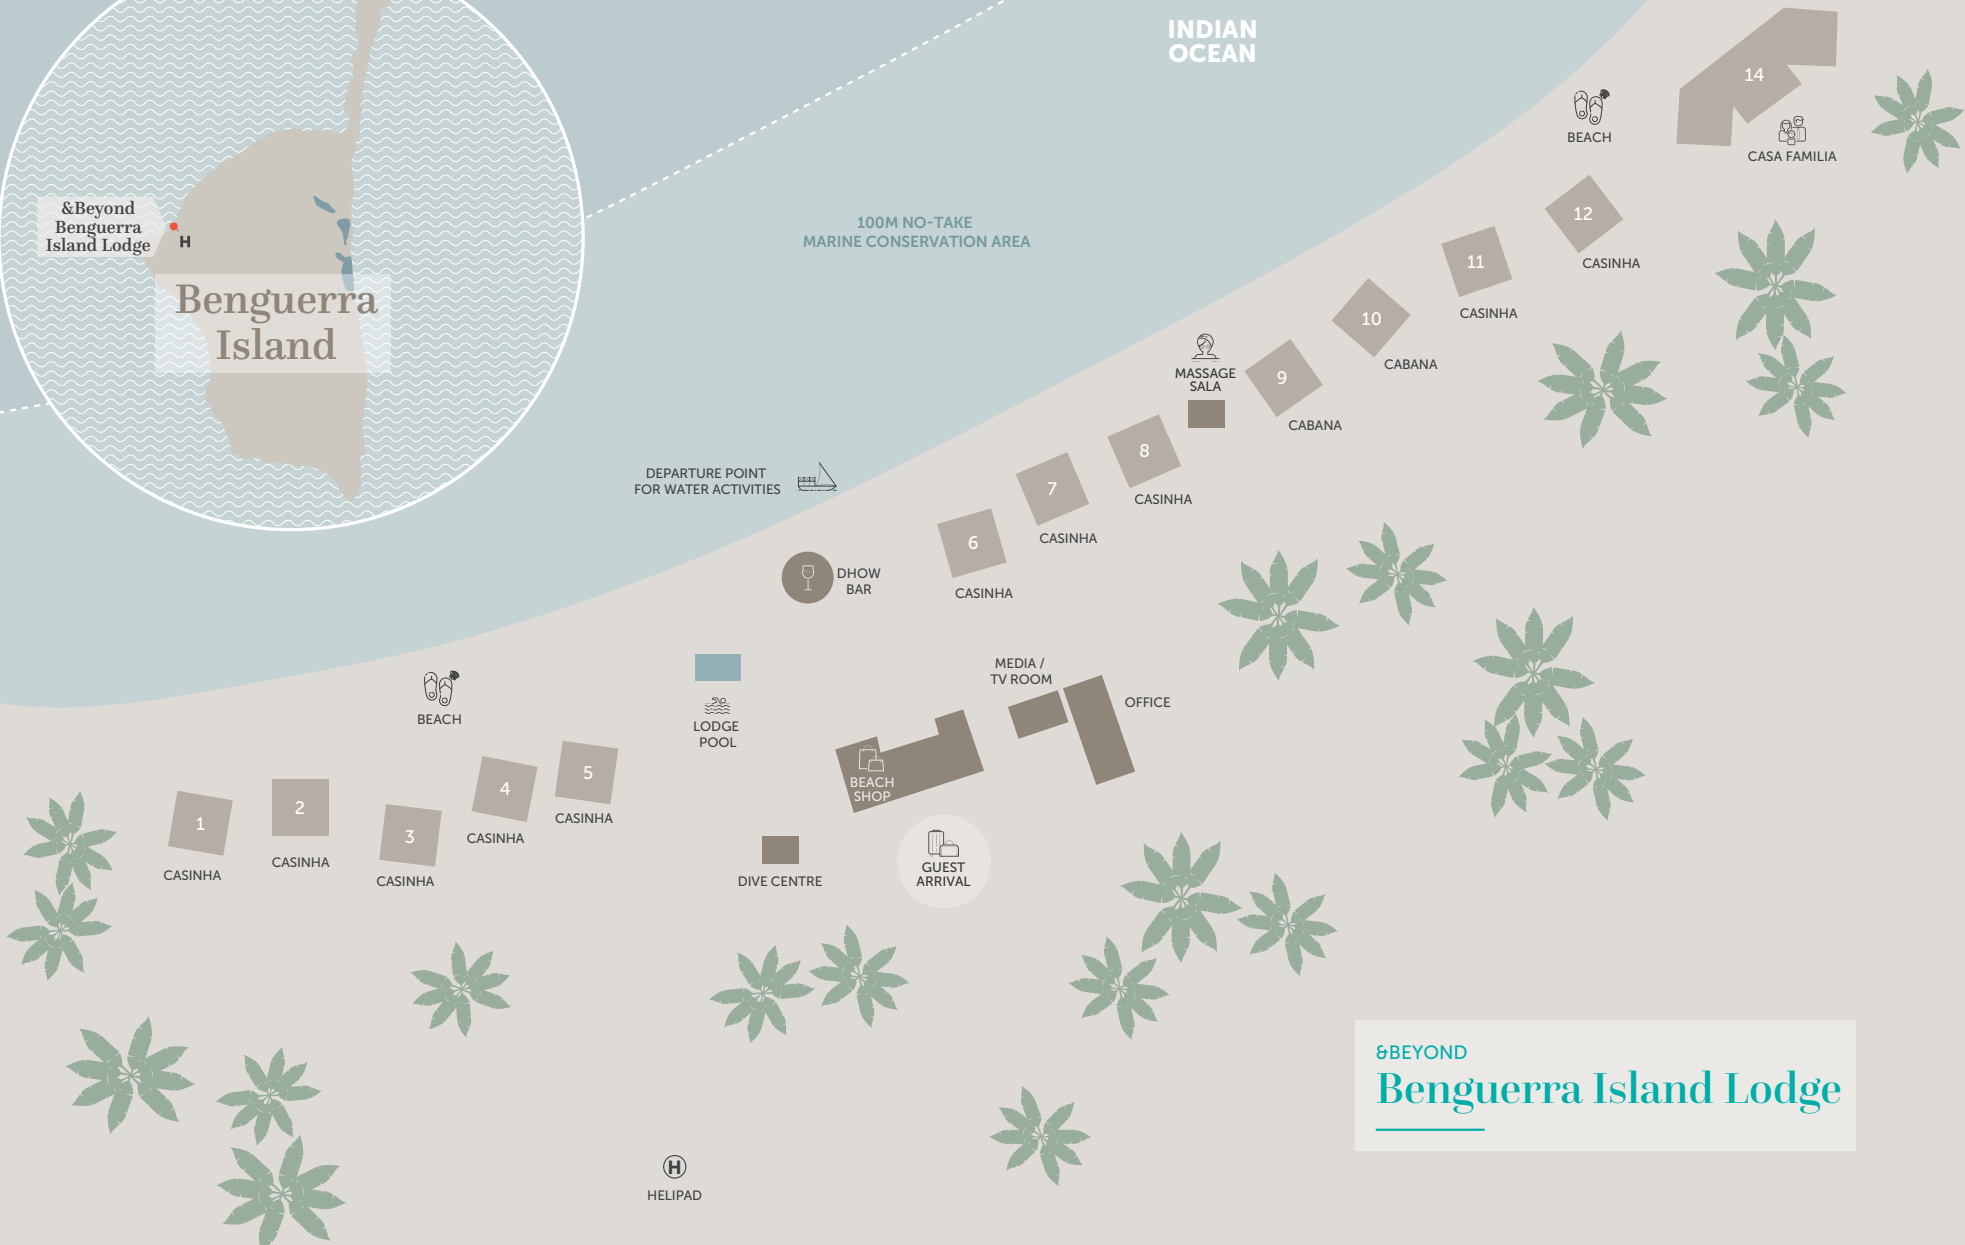 INDIAN
OCEAN
14
BEACH
CASA FAMILIA
&Beyond
Benguerra
Island Lodge
H
Benguerra
Island
100M NO-TAKE
MARINE CONSERVATION AREA
12
CASINHA
11
CASINHA
10
CABANA
MASSAGE
SALA
9
CABANA
8
CASINHA
7
CASINHA
6
CASINHA
DEPARTURE POINT
FOR WATER ACTIVITIES
DHOW
BAR
MEDIA /
TV ROOM
OFFICE
BEACH
LODGE
POOL
BEACH
SHOP
5
CASINHA
4
CASINHA
3
CASINHA
2
CASINHA
1
CASINHA
DIVE CENTRE
GUEST
ARRIVAL
&BEYOND
Benguerra Island Lodge
H
HELIPAD